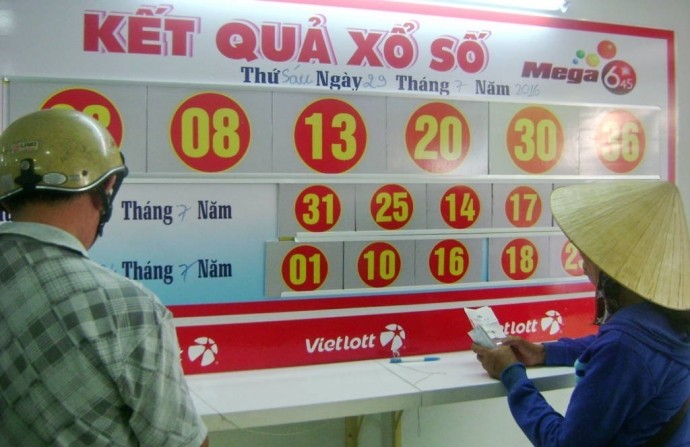 KẾT QUẢ XỔ SỐ
Thứ Sáu Ngày 29 Tháng 7 Năm 2016
Mega 6 45
08 13 20 30 36
Tháng 7 Năm
31 25 14 17
Tháng 7 Năm
01 10 16 18
Vietlott
Vietlott